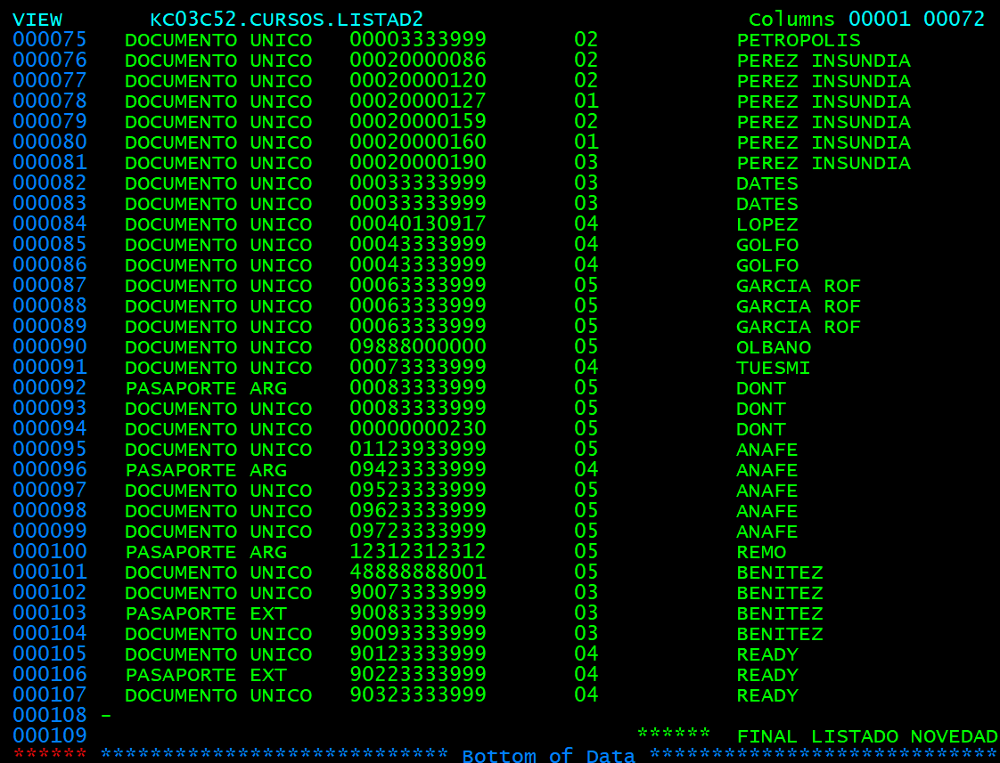 VIEW       KC03C52.CURSOS.LISTAD2                          Columns 00001 00072
000075   DOCUMENTO UNICO   00003333999       02           PETROPOLIS
000076   DOCUMENTO UNICO   00020000086       02           PEREZ INSUNDIA
000077   DOCUMENTO UNICO   00020000120       02           PEREZ INSUNDIA
000078   DOCUMENTO UNICO   00020000127       01           PEREZ INSUNDIA
000079   DOCUMENTO UNICO   00020000159       02           PEREZ INSUNDIA
000080   DOCUMENTO UNICO   00020000160       01           PEREZ INSUNDIA
000081   DOCUMENTO UNICO   00020000190       03           PEREZ INSUNDIA
000082   DOCUMENTO UNICO   00033333999       03           DATES
000083   DOCUMENTO UNICO   00033333999       03           DATES
000084   DOCUMENTO UNICO   00040130917       04           LOPEZ
000085   DOCUMENTO UNICO   00043333999       04           GOLFO
000086   DOCUMENTO UNICO   00043333999       04           GOLFO
000087   DOCUMENTO UNICO   00063333999       05           GARCIA ROF
000088   DOCUMENTO UNICO   00063333999       05           GARCIA ROF
000089   DOCUMENTO UNICO   00063333999       05           GARCIA ROF
000090   DOCUMENTO UNICO   09888000000       05           OLBANO
000091   DOCUMENTO UNICO   00073333999       04           TUESMI
000092   PASAPORTE ARG     00083333999       05           DONT
000093   DOCUMENTO UNICO   00083333999       05           DONT
000094   DOCUMENTO UNICO   00000000230       05           DONT
000095   DOCUMENTO UNICO   01123933999       05           ANAFE
000096   PASAPORTE ARG     09423333999       04           ANAFE
000097   DOCUMENTO UNICO   09523333999       05           ANAFE
000098   DOCUMENTO UNICO   09623333999       05           ANAFE
000099   DOCUMENTO UNICO   09723333999       05           ANAFE
000100   PASAPORTE ARG     12312312312       05           REMO
000101   DOCUMENTO UNICO   48888888001       05           BENITEZ
000102   DOCUMENTO UNICO   90073333999       03           BENITEZ
000103   PASAPORTE EXT     90083333999       03           BENITEZ
000104   DOCUMENTO UNICO   90093333999       03           BENITEZ
000105   DOCUMENTO UNICO   90123333999       04           READY
000106   PASAPORTE EXT     90223333999       04           READY
000107   DOCUMENTO UNICO   90323333999       04           READY
000108 _
000109                                            ******  FINAL LISTADO NOVEDAD
****** **************************** Bottom of Data ****************************